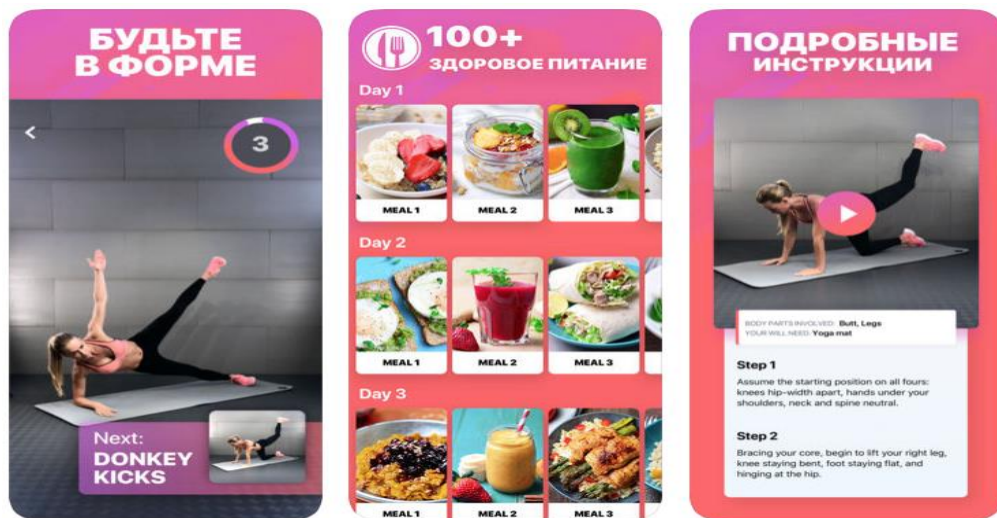 БУДЬТЕ
В ФОРМЕ
3
Next:
DONKEY
KICKS
100+
ЗДОРОВОЕ ПИТАНИЕ
Day 1
MEAL 1
MEAL 2
MEAL 3
Day 2
MEAL 1
MEAL 2
MEAL 3
Day 3
MEAL 1
MEAL 2
MEAL 3
ПОДРОБНЫЕ
ИНСТРУКЦИИ
BODY PARTS INVOLVED: Butt, Legs
YOUR WILL NEED: Yoga mat
Step 1
Assume the starting position on all fours:
knees hip-width apart, hands under your
shoulders, neck and spine neutral.
Step 2
Bracing your core, begin to lift your right leg,
knee staying bent, foot staying flat, and
hinging at the hip.